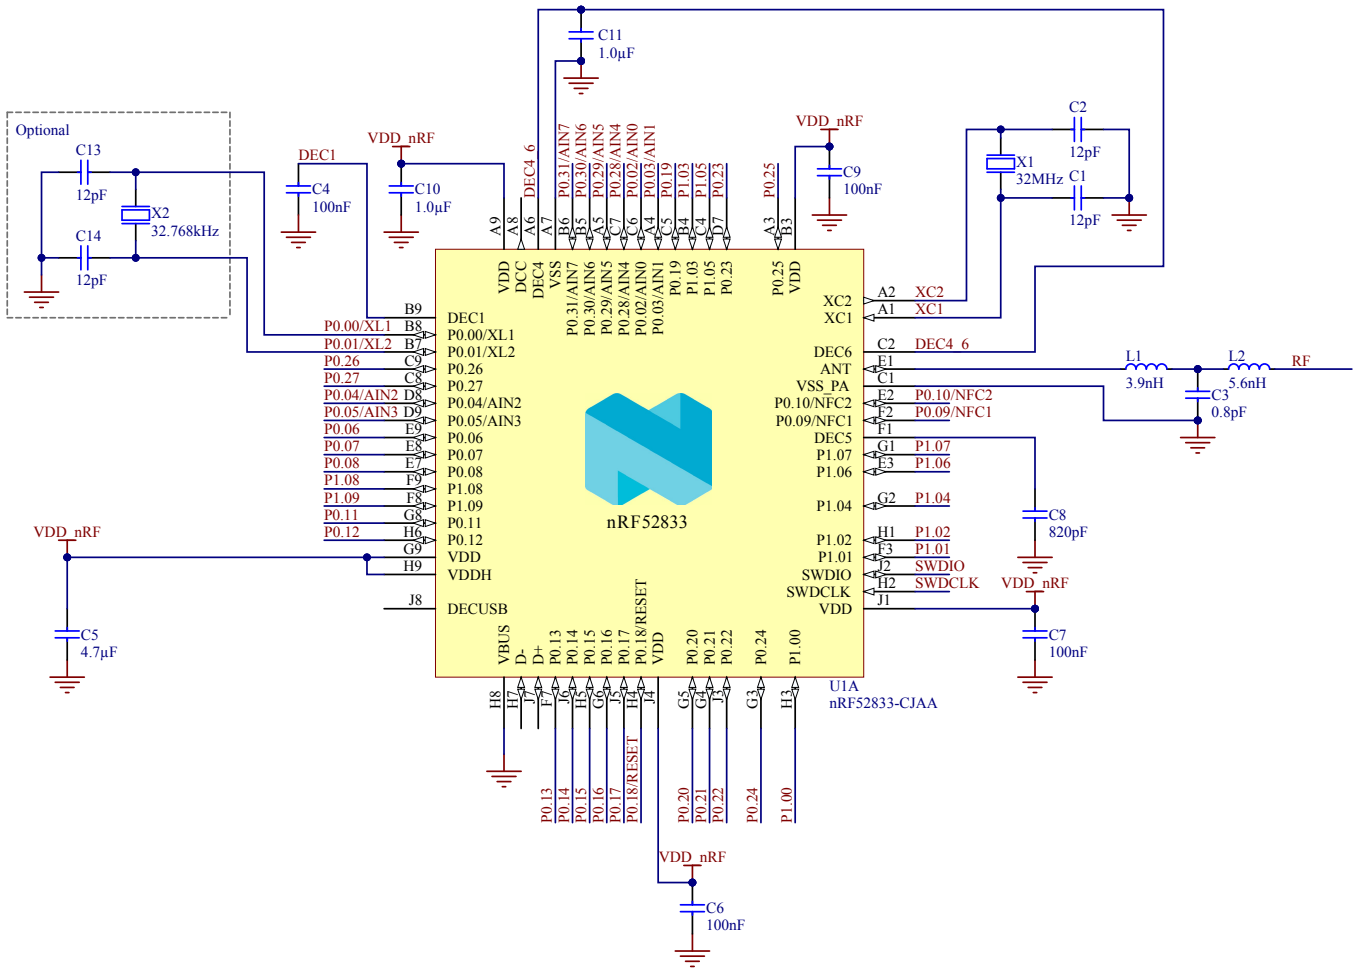 C11
1.0µF
Optional
C13
12pF
X2
32.768kHz
C14
12pF
DEC1
C4
100nF
VDD_nRF
C10
1.0µF
DEC4_6
P0.31/AIN7
P0.30/AIN6
P0.29/AIN5
P0.28/AIN4
P0.02/AIN0
P0.03/AIN1
P0.19
P1.03
P1.05
P0.23
P0.25
VDD_nRF
C9
100nF
C2
12pF
X1
32MHz
C1
12pF
A9
A8
A6
A7
B6
B5
A5
C7
C6
A4
C5
B4
C4
D7
A3
B3
VDD
DCC
DEC4
VSS
P0.31/AIN7
P0.30/AIN6
P0.29/AIN5
P0.28/AIN4
P0.02/AIN0
P0.03/AIN1
P0.19
P1.03
P1.05
P0.23
P0.25
VDD
B9 DEC1
P0.00/XL1 B8 P0.00/XL1
P0.01/XL2 B7 P0.01/XL2
P0.26 C9 P0.26
P0.27 C8 P0.27
P0.04/AIN2 D8 P0.04/AIN2
P0.05/AIN3 D9 P0.05/AIN3
P0.06 E9 P0.06
P0.07 E8 P0.07
P0.08 E7 P0.08
P1.08 F9 P1.08
P1.09 F8 P1.09
P0.11 G8 P0.11
P0.12 H6 P0.12
G9 VDD
H9 VDDH
J8 DECUSB
VDD_nRF
C5
4.7µF
nRF52833
XC2 A2 XC2
XC1 A1 XC1
DEC6 C2 DEC4_6
ANT E1
VSS_PA C1
P0.10/NFC2 E2 P0.10/NFC2
P0.09/NFC1 F2 P0.09/NFC1
DEC5 F1
P1.07 G1 P1.07
P1.06 E3 P1.06
P1.04 G2 P1.04
P1.02 H1 P1.02
P1.01 F3 P1.01
SWDIO J2 SWDIO
SWDCLK H2 SWDCLK
VDD J1
L1
3.9nH
L2
5.6nH
RF
C3
0.8pF
C8
820pF
VDD_nRF
C7
100nF
VBUS
D-
D+
P0.13
P0.14
P0.15
P0.16
P0.17
P0.18/RESET
VDD
P0.20
P0.21
P0.22
P0.24
P1.00
H8
H7
J7
F7
J6
H5
G6
J5
H4
J4
G5
G4
J3
G3
H3
U1A
nRF52833-CJAA
P0.13
P0.14
P0.15
P0.16
P0.17
P0.18/RESET
P0.20
P0.21
P0.22
P0.24
P1.00
VDD_nRF
C6
100nF